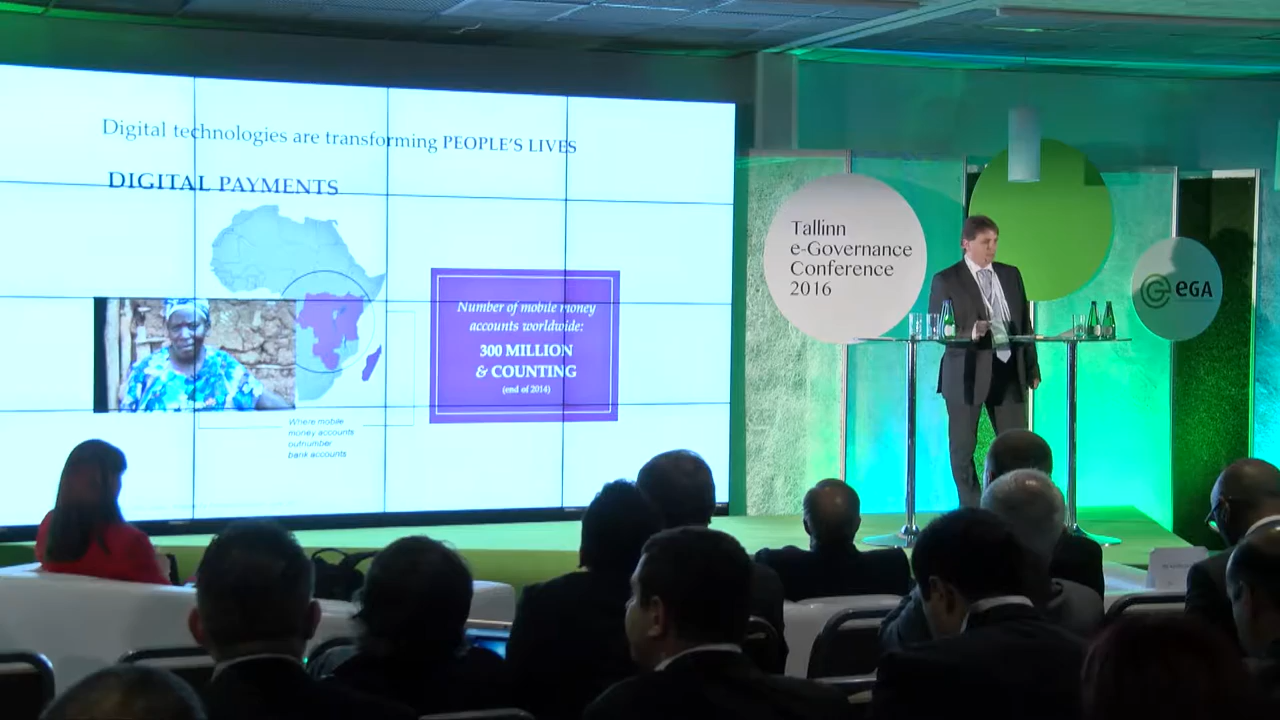 Digital technologies are transforming PEOPLE'S LIVES
DIGITAL PAYMENTS
Number of mobile money
accounts worldwide:
300 MILLION
& COUNTING
(end of 2014)
Where mobile
money accounts
outnumber
bank accounts
Tallinn
e-Governance
Conference
2016
eGA